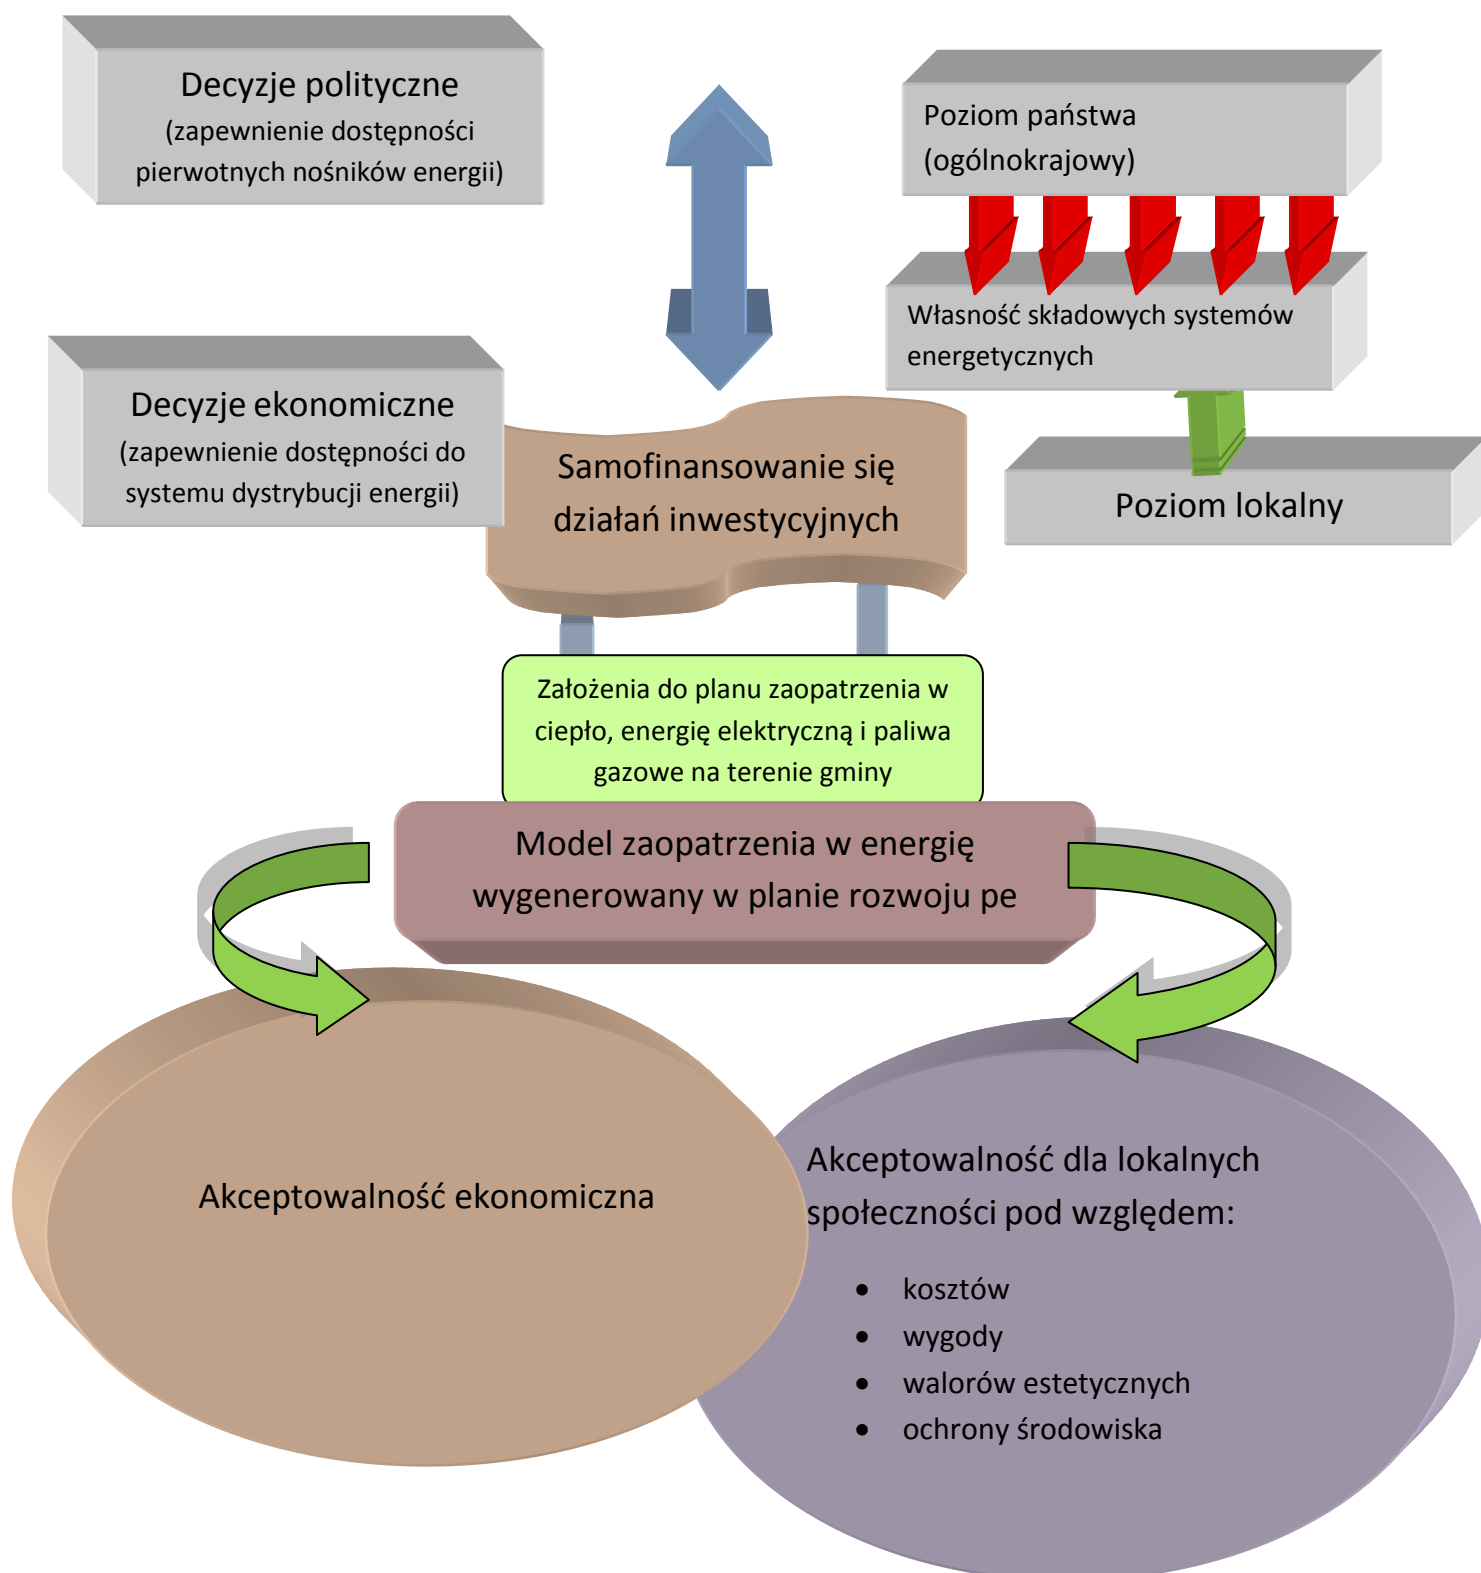 Decyzje polityczne
(zapewnienie dostępności
pierwotnych nośników energii)
Poziom państwa
(ogólnokrajowy)
Własność składowych systemów
energetycznych
Decyzje ekonomiczne
(zapewnienie dostępności do
systemu dystrybucji energii)
Samofinansowanie się
działań inwestycyjnych
Poziom lokalny
Założenia do planu zaopatrzenia w
ciepło, energię elektryczną i paliwa
gazowe na terenie gminy
Model zaopatrzenia w energię
wygenerowany w planie rozwoju pe
Akceptowalność ekonomiczna
Akceptowalność dla lokalnych
społeczności pod względem:
• kosztów
• wygody
• walorów estetycznych
• ochrony środowiska